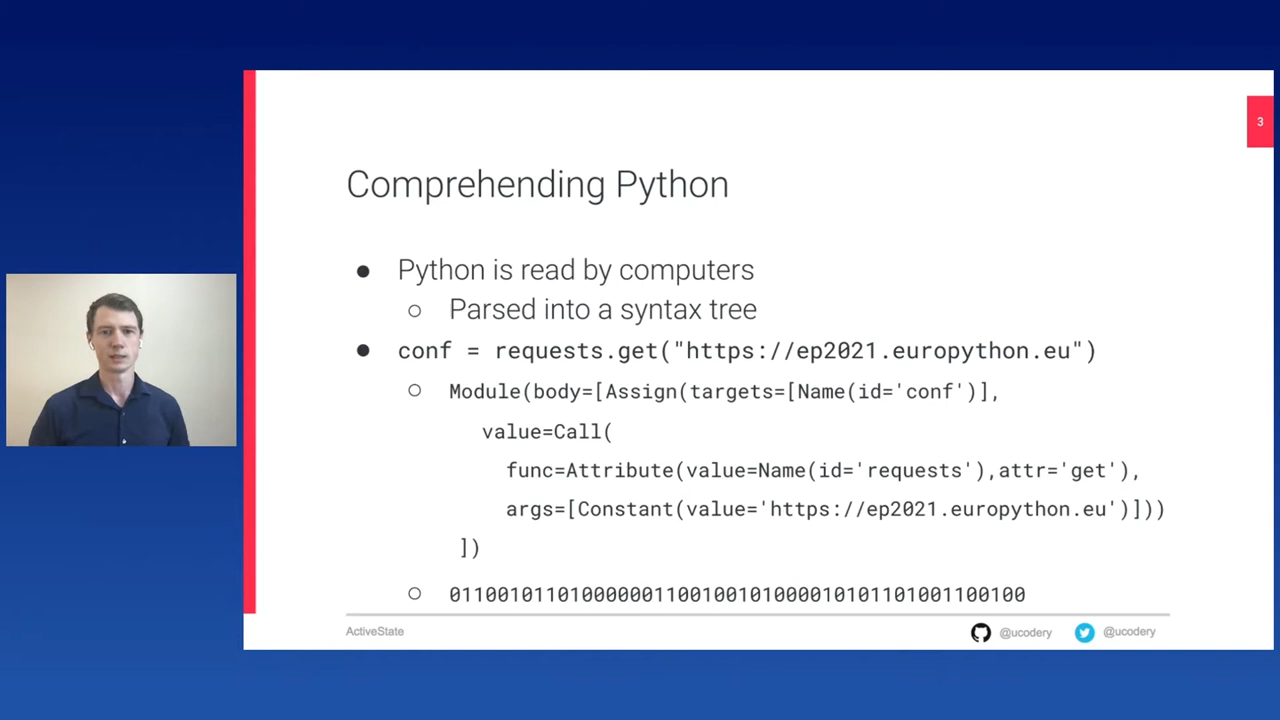 3
Comprehending Python
● Python is read by computers
○ Parsed into a syntax tree
● conf = requests.get("https://ep2021.europython.eu")
○ Module(body=[Assign(targets=[Name(id='conf')],
value=Call(
func=Attribute(value=Name(id='requests'),attr='get'),
args=[Constant(value='https://ep2021.europython.eu')]))
])
○ 0110010110100000011001001010000101011010011​00100
ActiveState
@ucodery
@ucodery